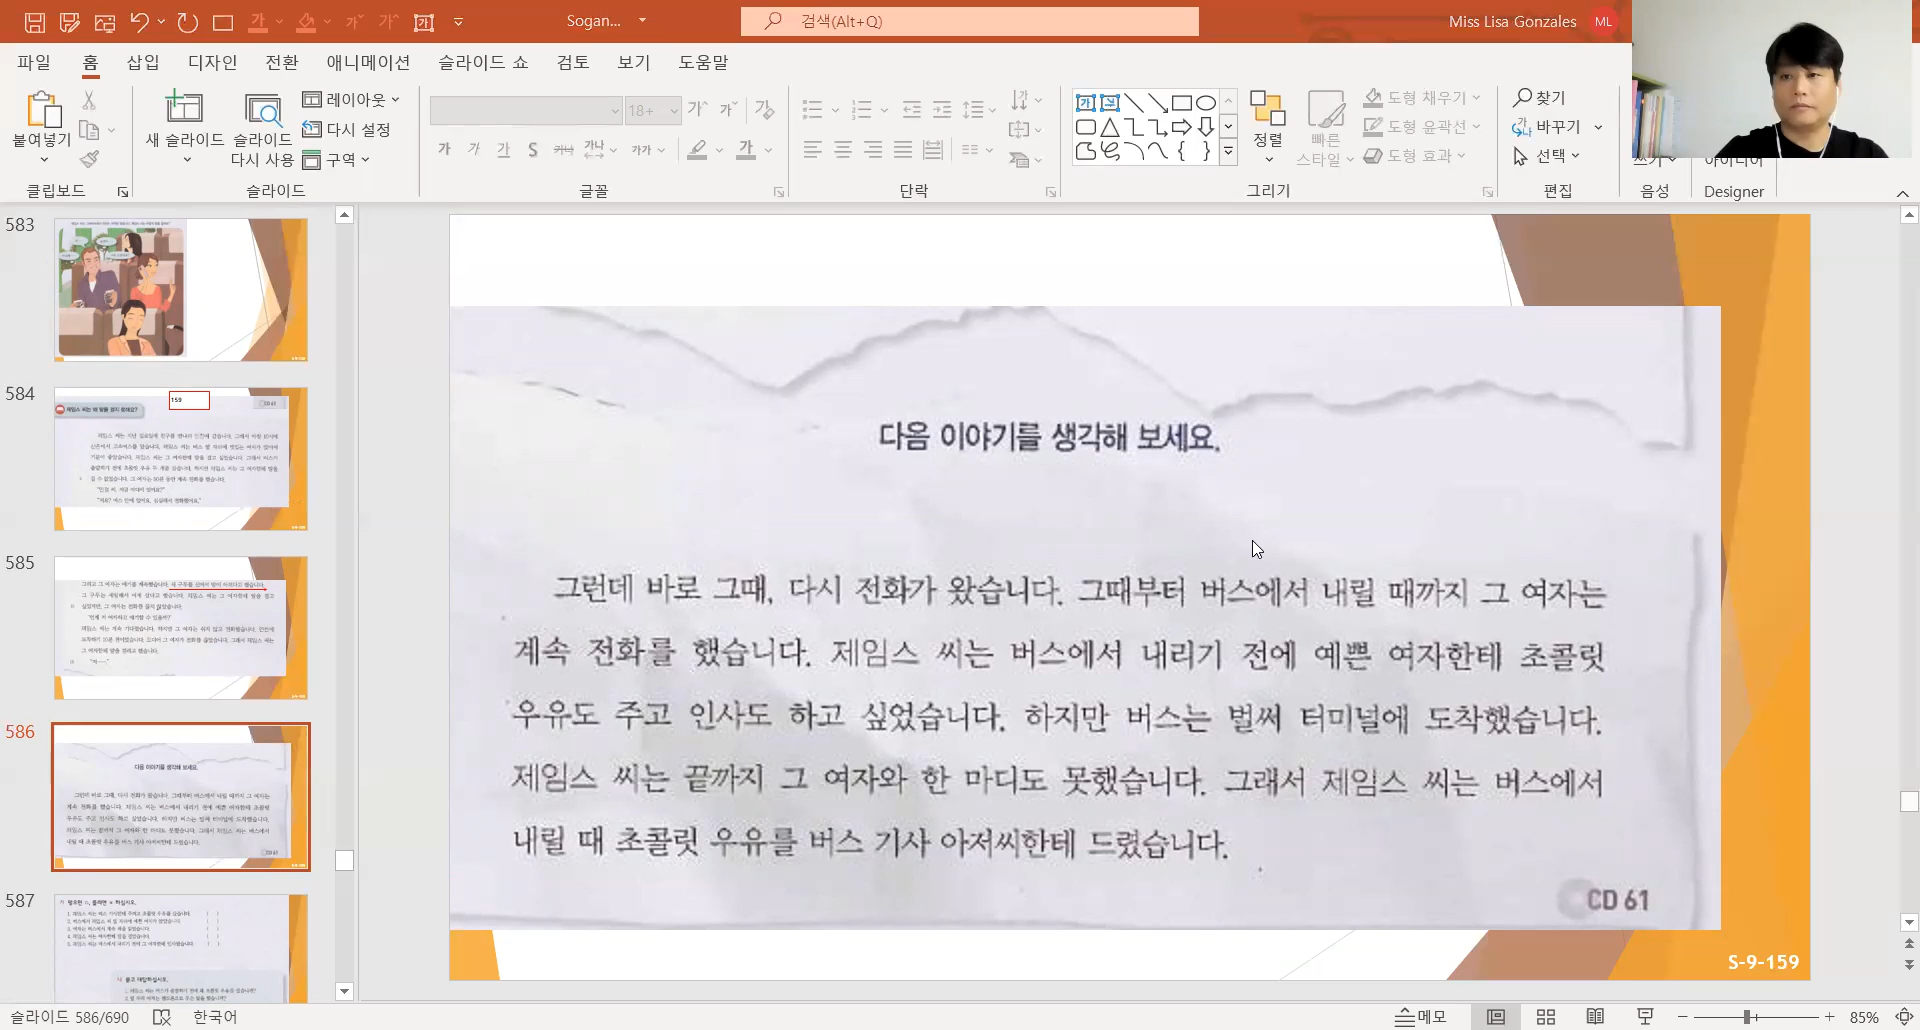 Sogan...
검색(Alt+Q)
Miss Lisa Gonzales
ML
파일 홈 삽입 디자인 전환 애니메이션 슬라이드 쇼 검토 보기 도움말
붙여넣기
클립보드
새 슬라이드
슬라이드 다시 사용
레이아웃
다시 설정
구역
슬라이드
18+
가 가 가 S 가나 가나 가가 가
글꼴
단락
정렬
빠른 스타일
도형 채우기
도형 윤곽선
도형 효과
그리기
찾기
바꾸기
선택
편집
음성
Designer
583
584
159
585
586
587
다음 이야기를 생각해 보세요.
그런데 바로 그때, 다시 전화가 왔습니다. 그때부터 버스에서 내릴 때까지 그 여자는
계속 전화를 했습니다. 제임스 씨는 버스에서 내리기 전에 예쁜 여자한테 초콜릿
우유도 주고 인사도 하고 싶었습니다. 하지만 버스는 벌써 터미널에 도착했습니다.
제임스 씨는 끝까지 그 여자와 한 마디도 못했습니다. 그래서 제임스 씨는 버스에서
내릴 때 초콜릿 우유를 버스 기사 아저씨한테 드렸습니다.
CD 61
S-9-159
슬라이드 586/690
한국어
메모
85%